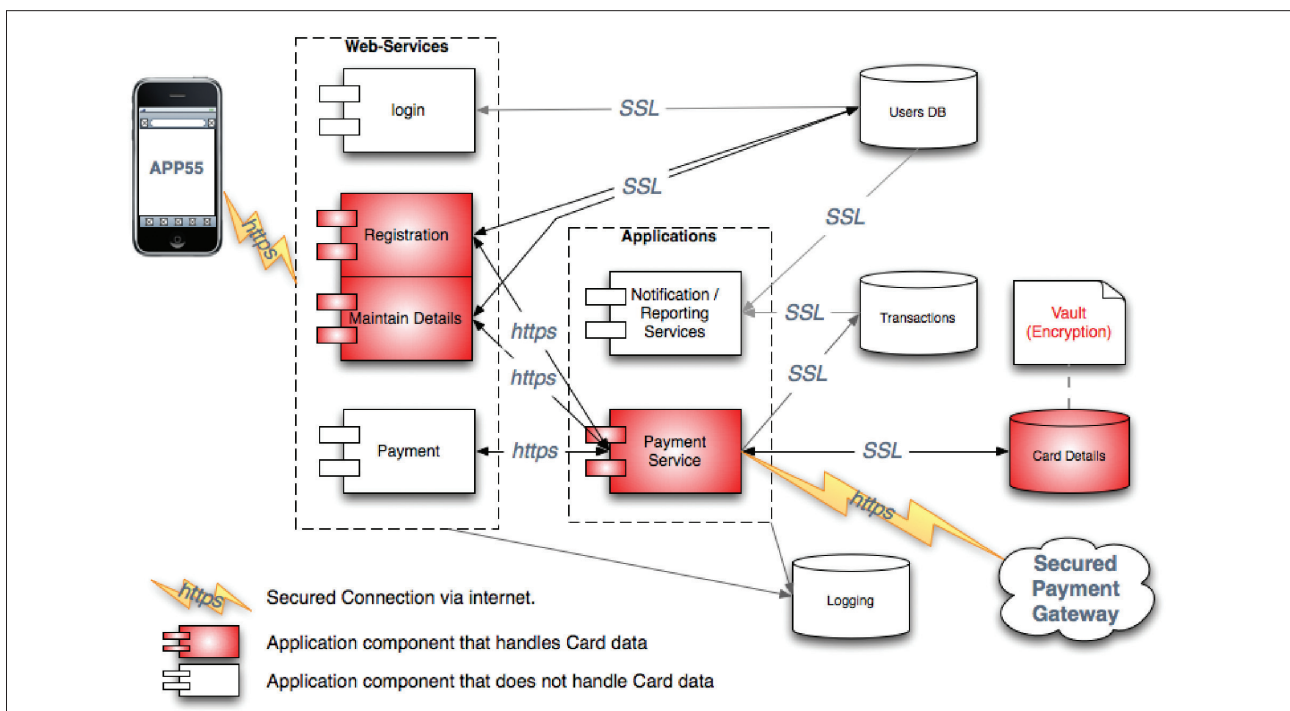 Web-Services
login
SSL
Users DB
APP55
https
Registration
SSL
SSL
Applications
Maintain Details
https
Notification /
Reporting
Services
SSL
Transactions
Vault
(Encryption)
https
SSL
Payment
https
Payment
Service
SSL
Card Details
https
Secured
Payment
Gateway
Logging
https
Secured Connection via internet.
Application component that handles Card data
Application component that does not handle Card data